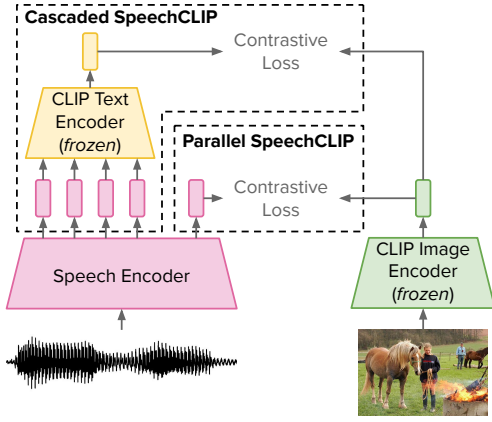 Cascaded SpeechCLIP
Contrastive
Loss
CLIP Text
Encoder
(frozen)
Parallel SpeechCLIP
Contrastive
Loss
Speech Encoder
CLIP Image
Encoder
(frozen)